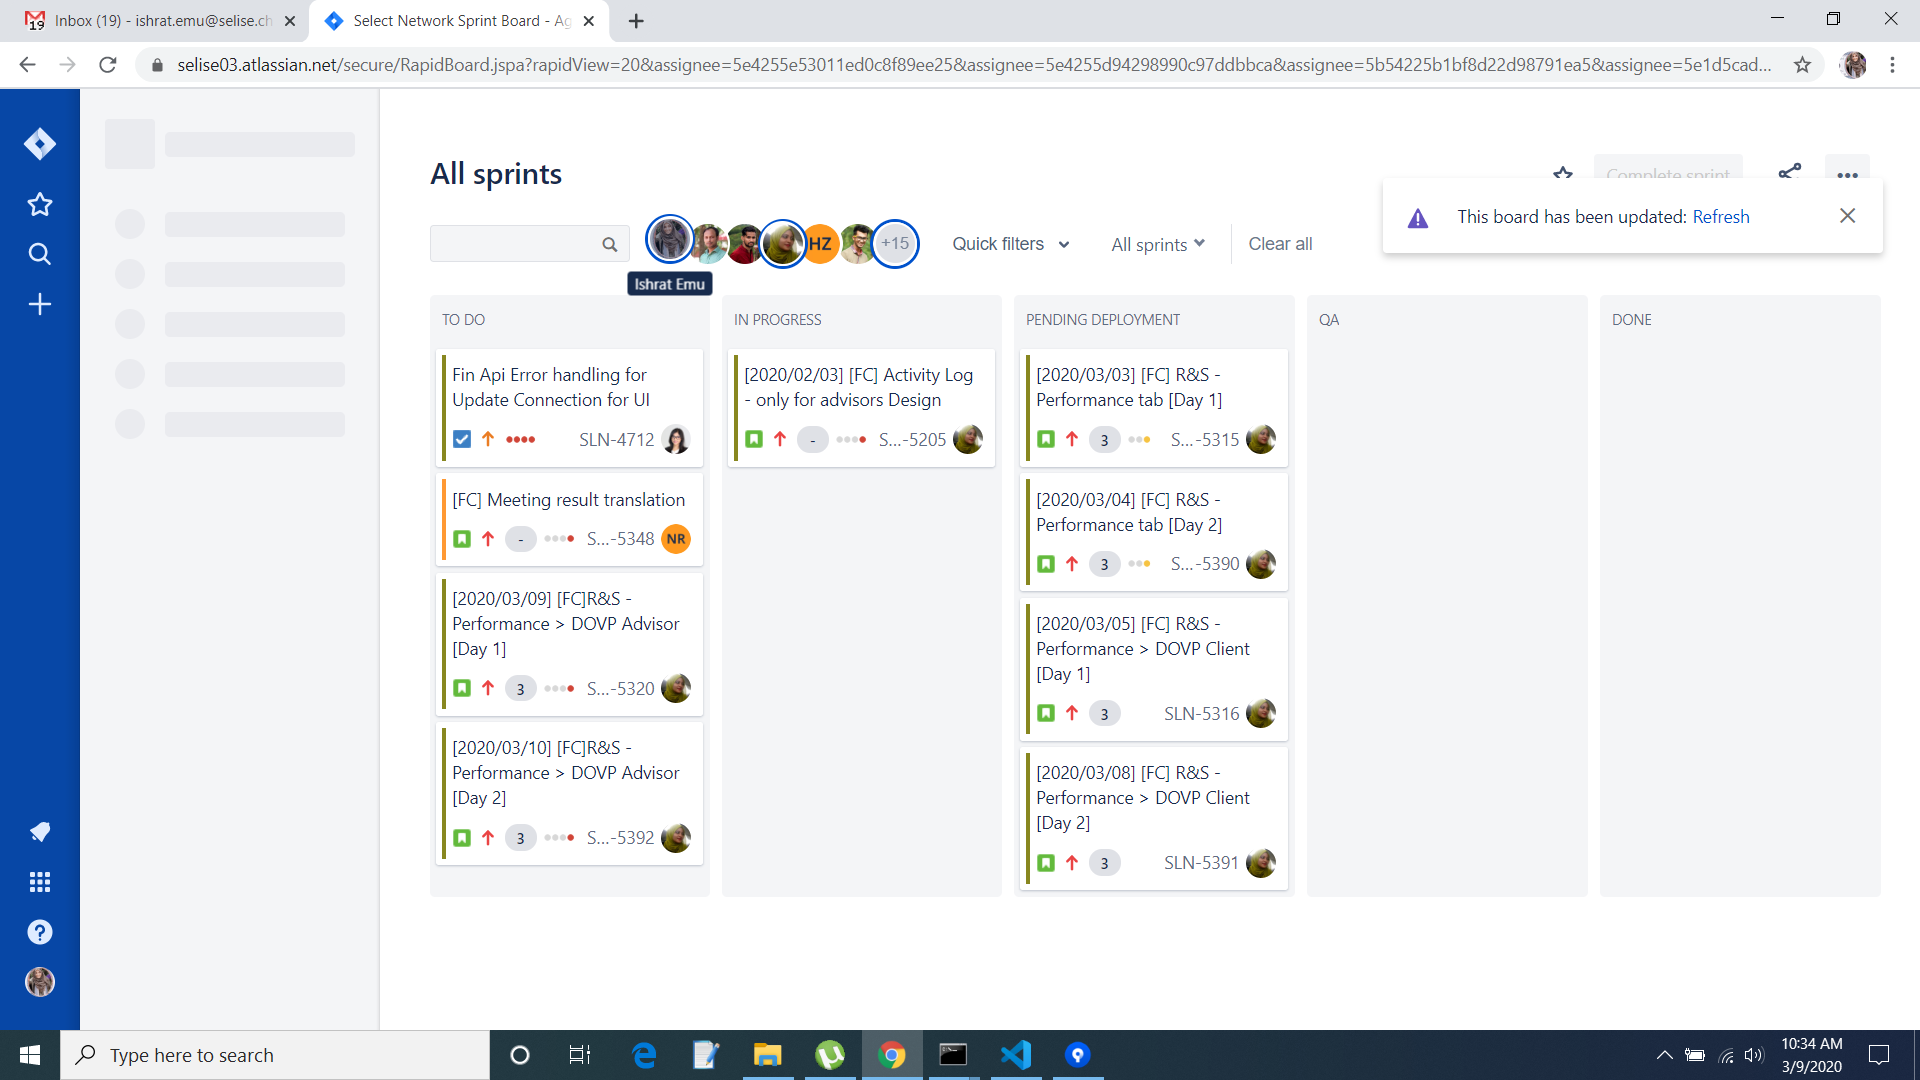 Inbox (19) - ishrat.emu@selise.ch
Select Network Sprint Board - Ag
selise03.atlassian.net/secure/RapidBoard.jspa?rapidView=20&assignee=5e4255e53011ed0c8f89ee25&assignee=5e4255d94298990c97ddbbca&assignee=5b54225b1bf8d22d98791ea5&assignee=5e1d5cad...
All sprints
Complete sprint
This board has been updated: Refresh
HZ
+15
Quick filters
All sprints
Clear all
Ishrat Emu
TO DO
Fin Api Error handling for
Update Connection for UI
SLN-4712
[FC] Meeting result translation
- S...-5348 NR
[2020/03/09] [FC]R&S -
Performance > DOVP Advisor
[Day 1]
3 S...-5320
[2020/03/10] [FC]R&S -
Performance > DOVP Advisor
[Day 2]
3 S...-5392
IN PROGRESS
[2020/02/03] [FC] Activity Log
- only for advisors Design
- S...-5205
PENDING DEPLOYMENT
[2020/03/03] [FC] R&S -
Performance tab [Day 1]
3 S...-5315
[2020/03/04] [FC] R&S -
Performance tab [Day 2]
3 S...-5390
[2020/03/05] [FC] R&S -
Performance > DOVP Client
[Day 1]
3 SLN-5316
[2020/03/08] [FC] R&S -
Performance > DOVP Client
[Day 2]
3 SLN-5391
QA
DONE
Type here to search
10:34 AM
3/9/2020